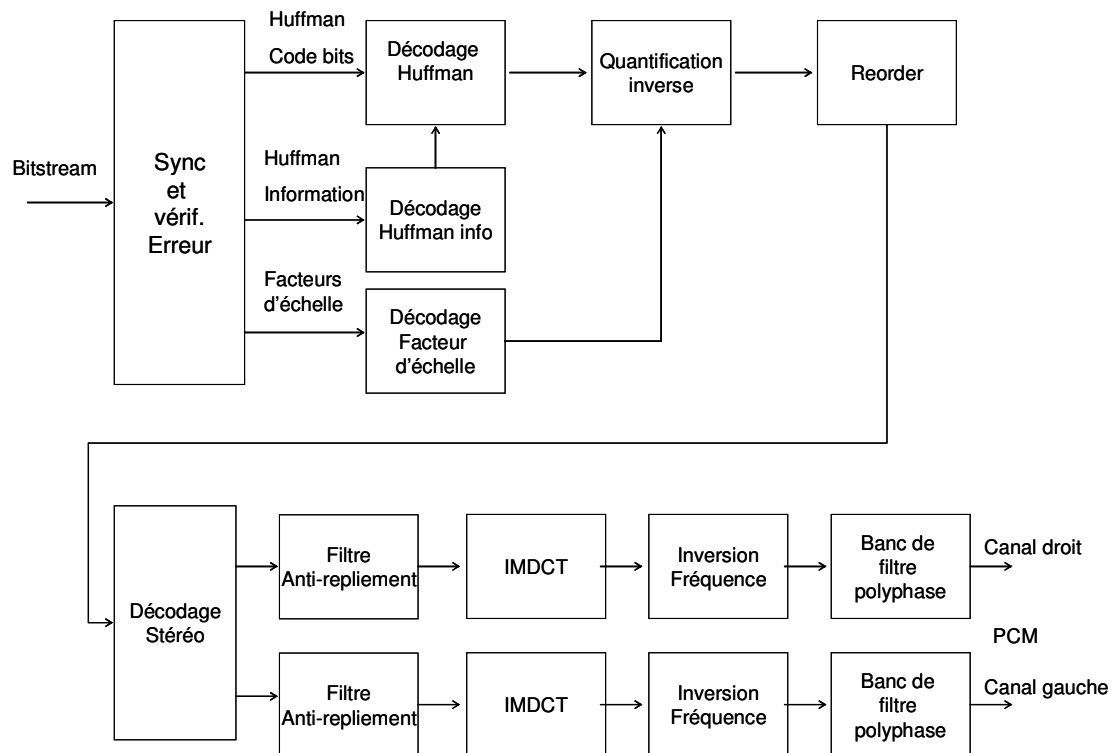 Huffman
Code bits
Décodage
Huffman
Quantification
inverse
Reorder
Bitstream
Sync
et
vérif.
Erreur
Huffman
Information
Décodage
Huffman info
Facteurs
d'échelle
Décodage
Facteur
d'échelle
Décodage
Stéréo
Filtre
Anti-repliement
IMDCT
Inversion
Fréquence
Banc de
filtre
polyphase
Canal droit
PCM
Filtre
Anti-repliement
IMDCT
Inversion
Fréquence
Banc de
filtre
polyphase
Canal gauche